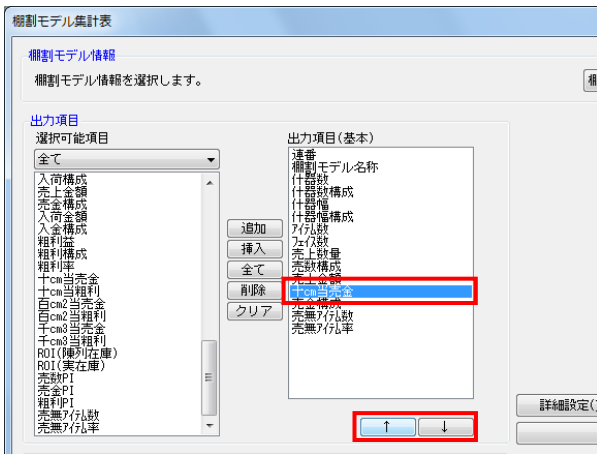 棚割モデル集計表
棚割モデル情報
棚割モデル情報を選択します。
棚
出力項目
選択可能項目
全て
入荷構成
売上金額
売金構成
入荷金額
入金構成
粗利益
粗利構成
粗利率
十cm当売金
十cm当粗利
百cm2当売金
百cm2当粗利
千cm3当売金
千cm3当粗利
ROI(陳列在庫)
ROI(実在庫)
売数PI
売金PI
粗利PI
売無アイテム数
売無アイテム率
追加
挿入
全て
削除
クリア
出力項目(基本)
連番
棚割モデル名称
什器数
什器数構成
什器幅
什器幅構成
アイテム数
フェイス数
売上数量
売数構成
売上金額
十cm当売金
売金構成
売無アイテム数
売無アイテム率
↑
↓
詳細設定(